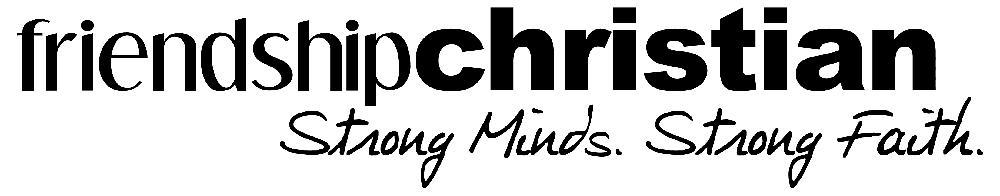 friendshipchristian
Strong Minds. Strong Faith.